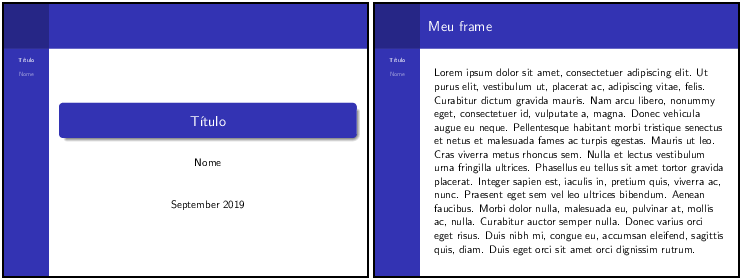 Título
Nome
Título
Nome
September 2019
Meu frame
Título
Nome
Lorem ipsum dolor sit amet, consectetuer adipiscing elit. Ut
purus elit, vestibulum ut, placerat ac, adipiscing vitae, felis.
Curabitur dictum gravida mauris. Nam arcu libero, nonummy
eget, consectetuer id, vulputate a, magna. Donec vehicula
augue eu neque. Pellentesque habitant morbi tristique senectus
et netus et malesuada fames ac turpis egestas. Mauris ut leo.
Cras viverra metus rhoncus sem. Nulla et lectus vestibulum
urna fringilla ultrices. Phasellus eu tellus sit amet tortor gravida
placerat. Integer sapien est, iaculis in, pretium quis, viverra ac,
nunc. Praesent eget sem vel leo ultrices bibendum. Aenean
faucibus. Morbi dolor nulla, malesuada eu, pulvinar at, mollis
ac, nulla. Curabitur auctor semper nulla. Donec varius orci
eget risus. Duis nibh mi, congue eu, accumsan eleifend, sagittis
quis, diam. Duis eget orci sit amet orci dignissim rutrum.